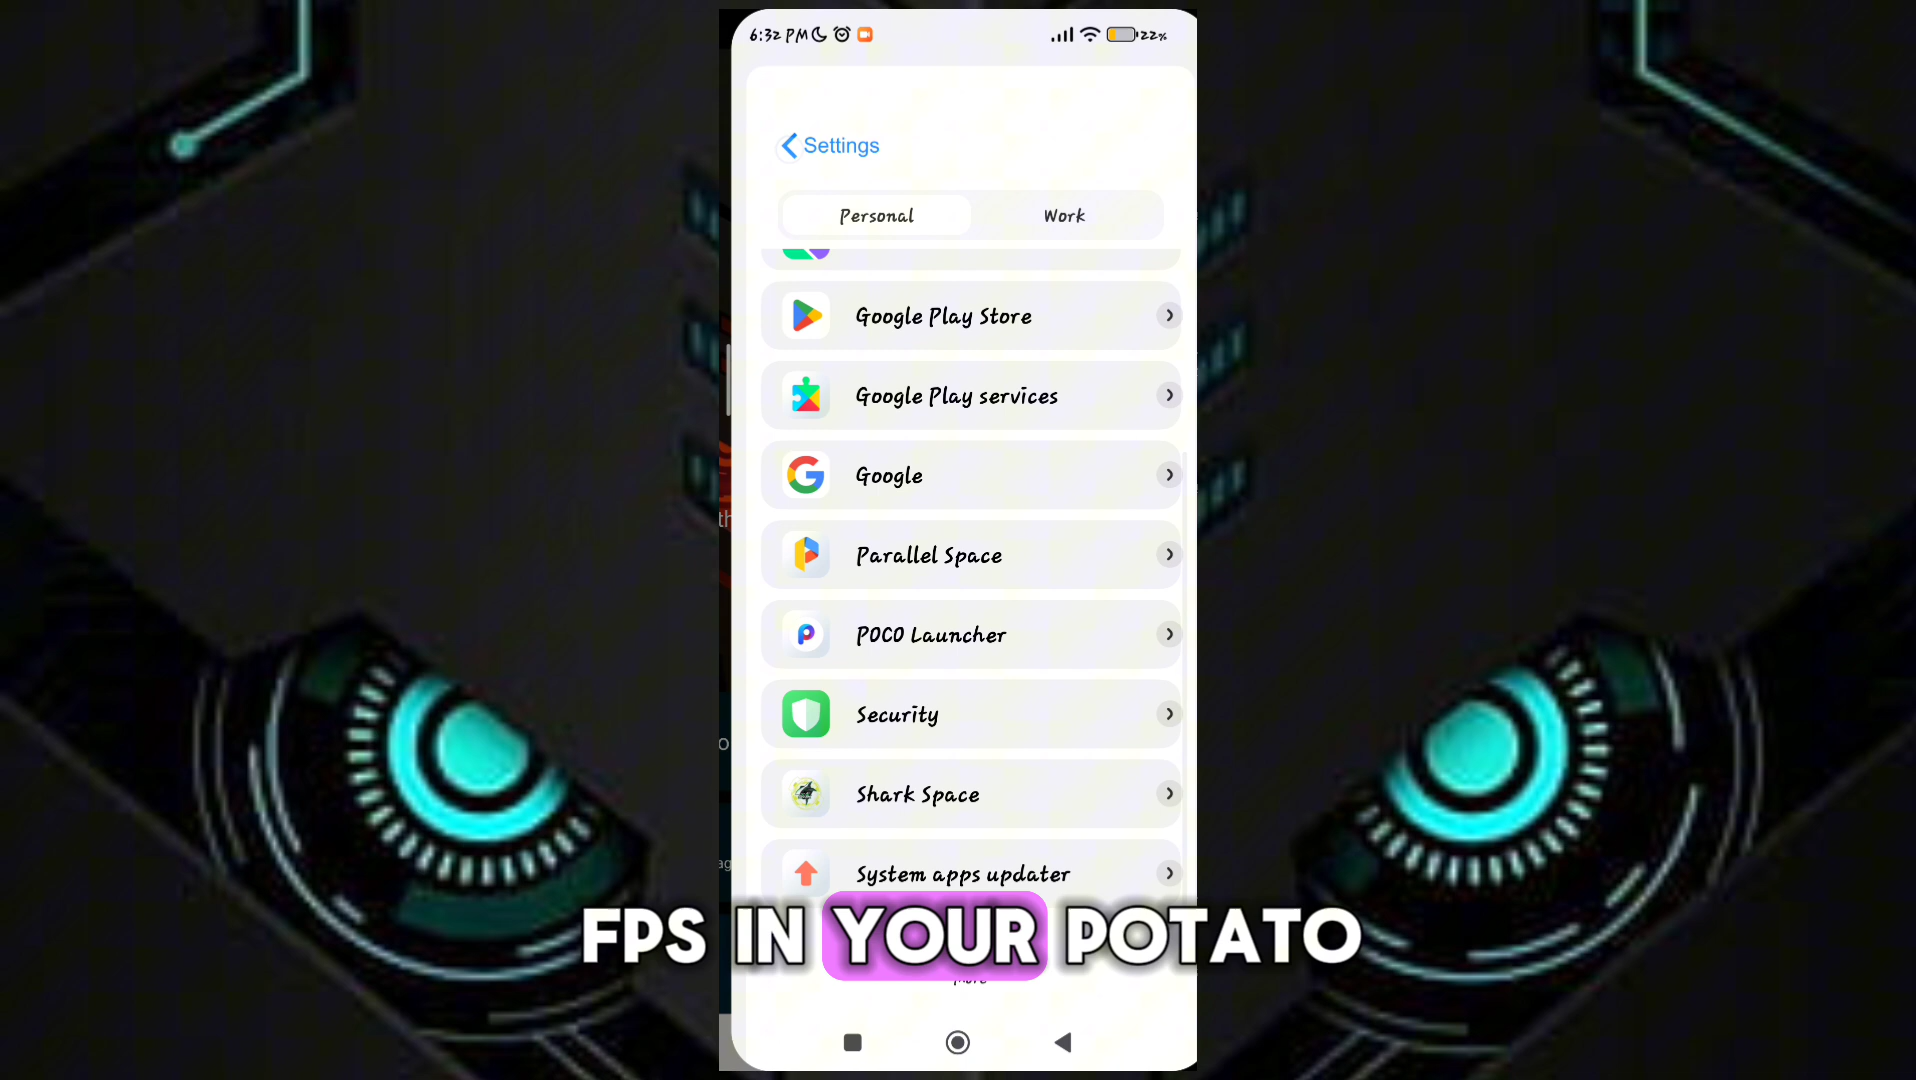 6:32 PM
22%
Settings
Personal
Work
Google Play Store
Google Play services
Google
Parallel Space
POCO Launcher
Security
Shark Space
System apps updater
FPS IN YOUR POTATO